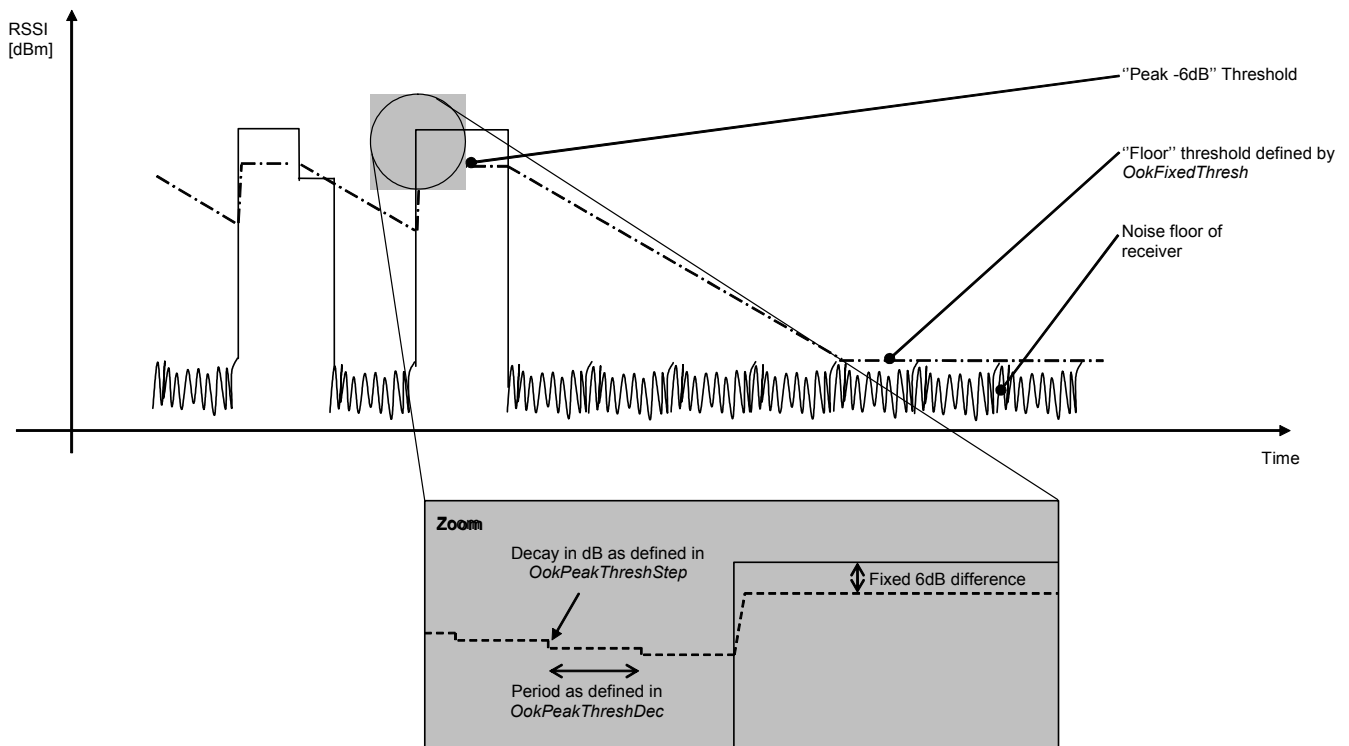 RSSI
[dBm]
‘’Peak -6dB’’ Threshold
‘’Floor’’ threshold defined by
OokFixedThresh
Noise floor of
receiver
Time
Zoom
Decay in dB as defined in
OokPeakThreshStep
Fixed 6dB difference
Period as defined in
OokPeakThreshDec